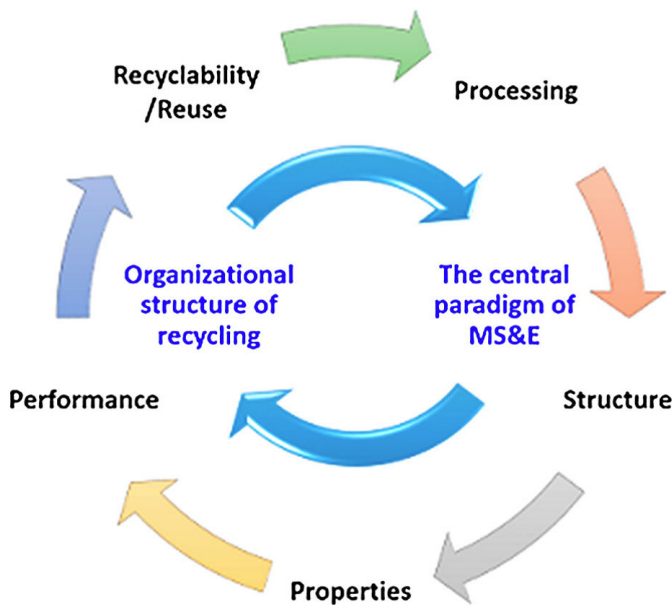 Recyclability
/Reuse
Processing
Organizational
structure of
recycling
The central
paradigm of
MS&E
Performance
Structure
Properties